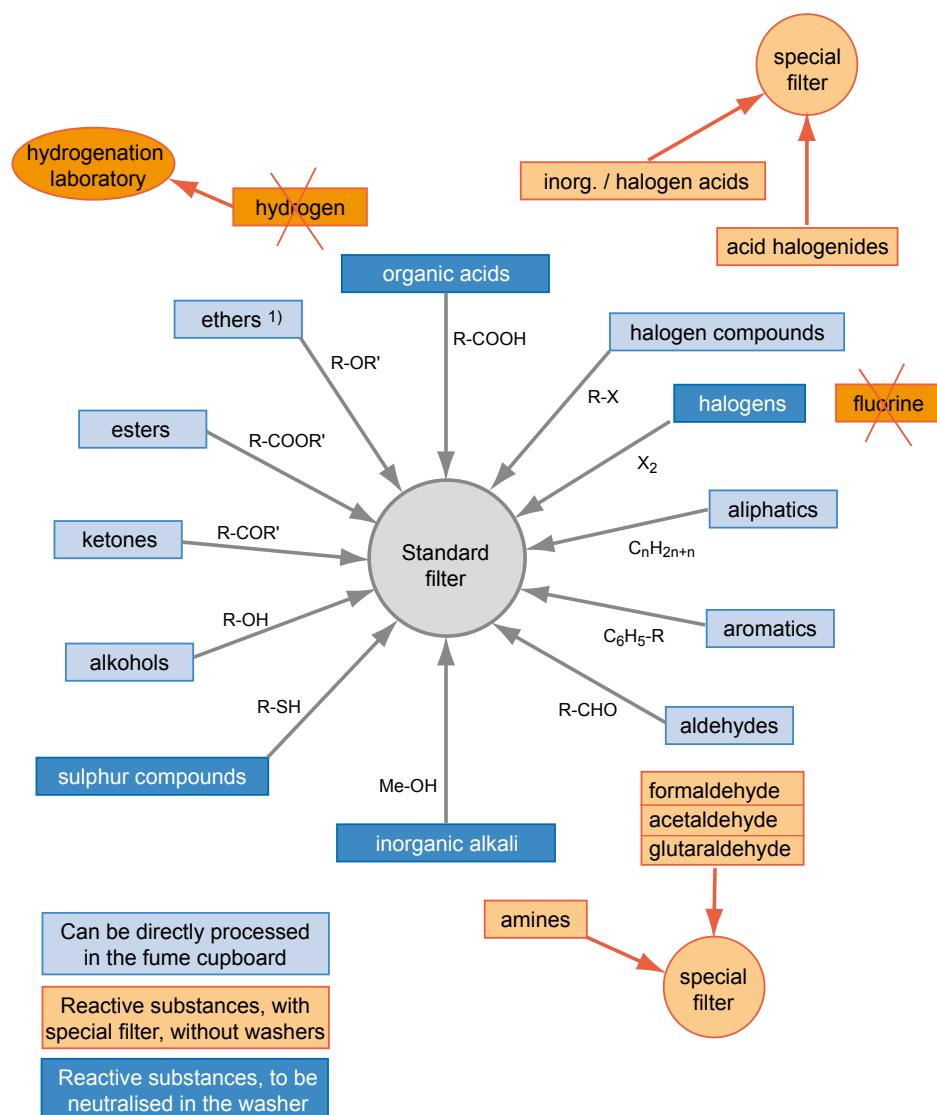 special
filter
hydrogenation
laboratory
inorg. / halogen acids
hydrogen
acid halogenides
organic acids
ethers 1)
R-COOH
halogen compounds
R-OR'
R-X
halogens
fluorine
esters
R-COOR'
X2
aliphatics
ketones
R-COR'
Standard
filter
CnH2n+n
R-OH
C6H5-R
aromatics
alkohols
R-SH
R-CHO
aldehydes
sulphur compounds
Me-OH
formaldehyde
acetaldehyde
glutaraldehyde
inorganic alkali
amines
special
filter
Can be directly processed
in the fume cupboard
Reactive substances, with
special filter, without washers
Reactive substances, to be
neutralised in the washer